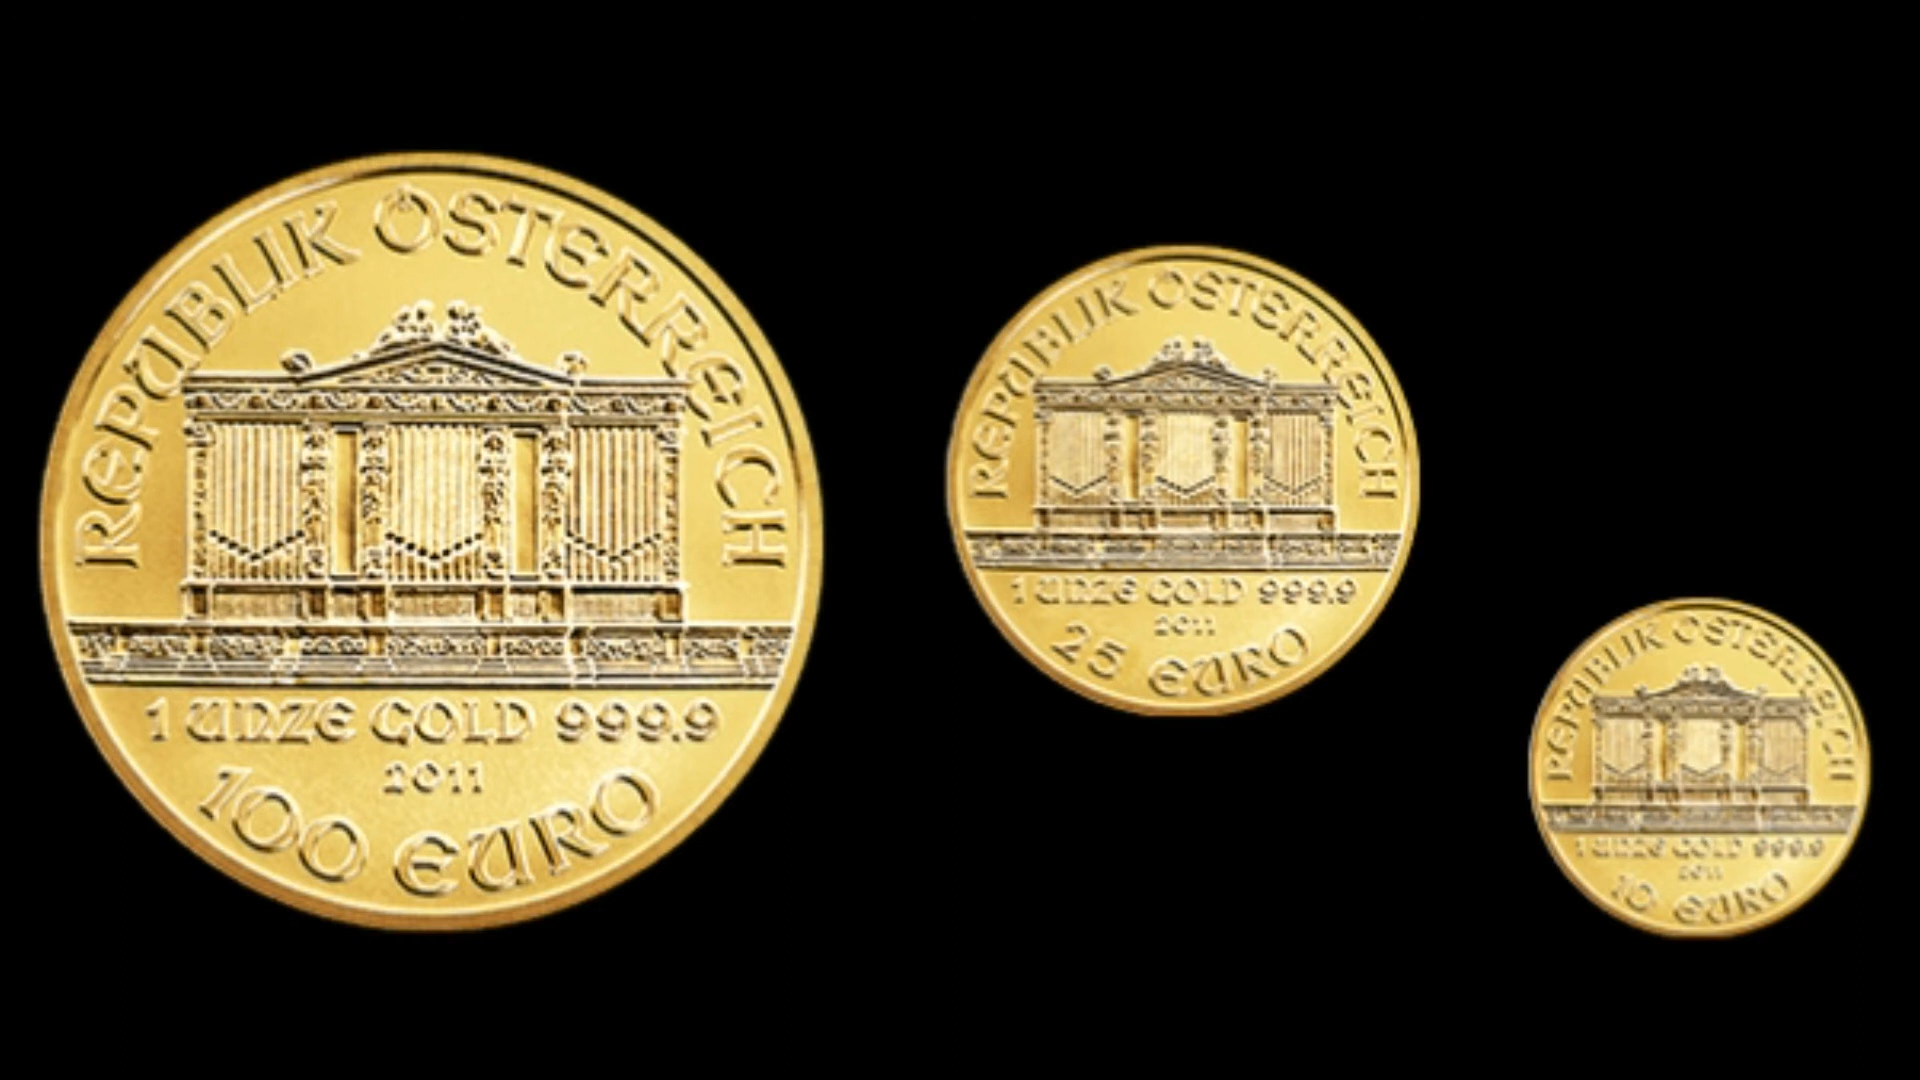 REPUBLIK ÖSTERREICH
1 UNZE GOLD 999.9
2011
100 EURO
REPUBLIK ÖSTERREICH
1 UNZE GOLD 999.9
2011
25 EURO
REPUBLIK ÖSTERREICH
1 UNZE GOLD 999.9
2011
10 EURO